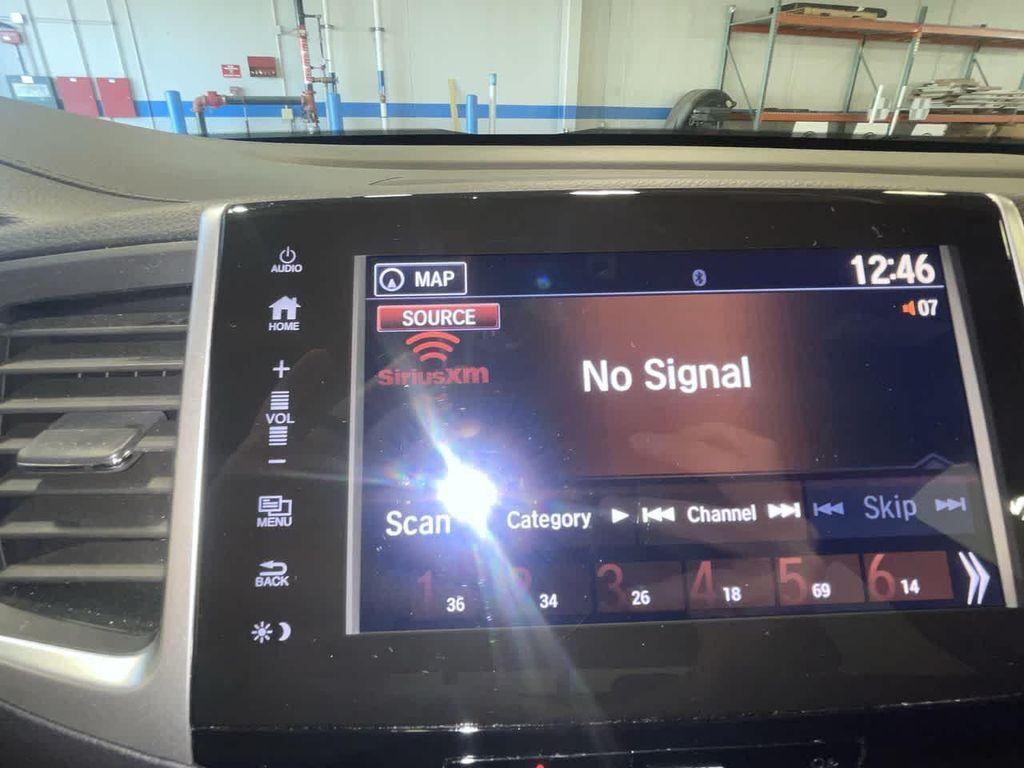 AUDIO
HOME
+
VOL
−
MENU
BACK
MAP
12:46
SOURCE
07
SiriusXM
No Signal
Scan
Category
Channel
Skip
1 36
34
3 26
4 18
5 69
6 14